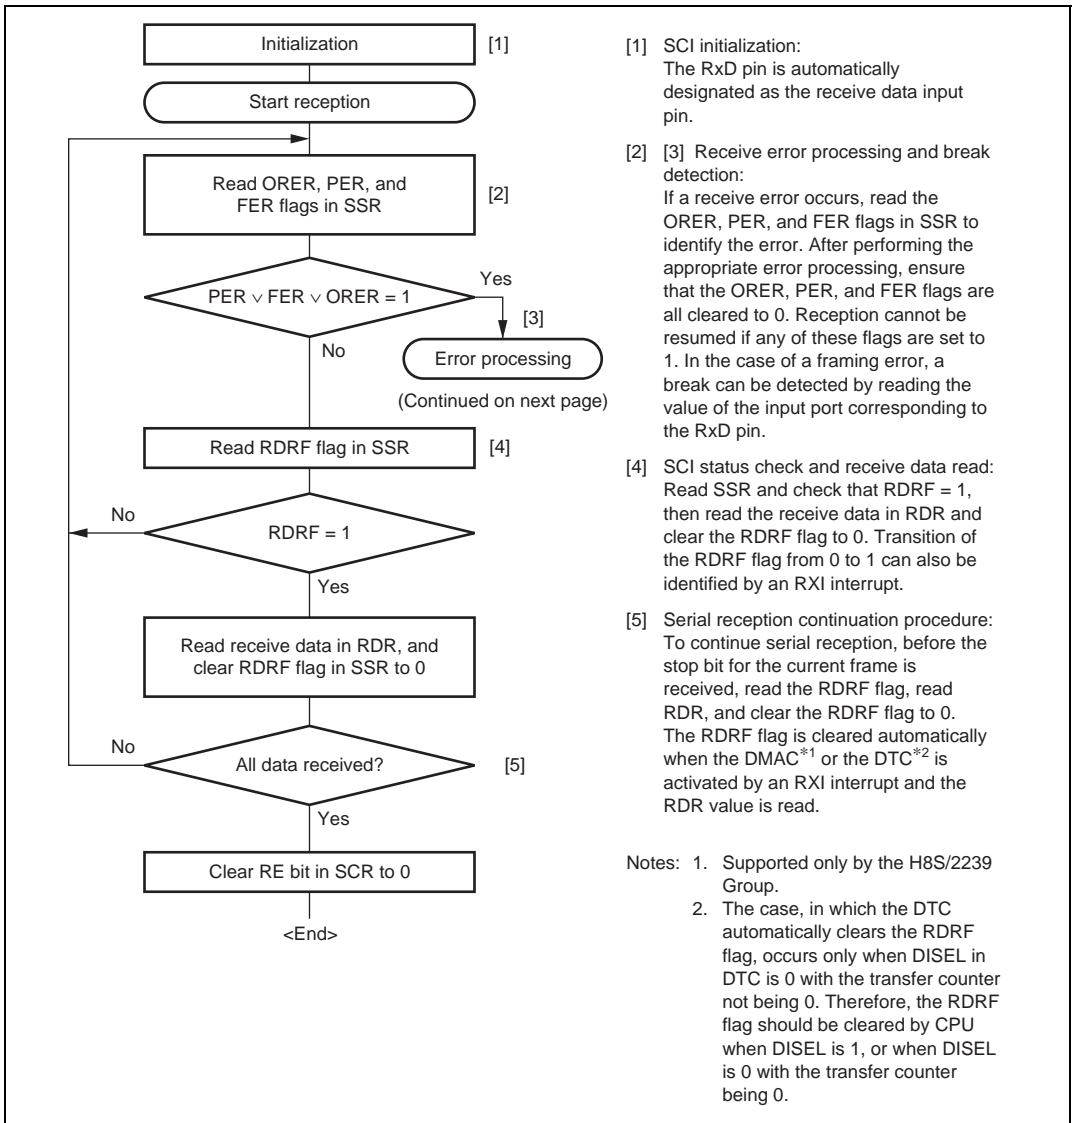 Initialization
[1]
Start reception
Read ORER, PER, and
FER flags in SSR
[2]
PER ∨ FER ∨ ORER = 1
Yes
[3]
No
Error processing
(Continued on next page)
Read RDRF flag in SSR
[4]
No
RDRF = 1
Yes
Read receive data in RDR, and
clear RDRF flag in SSR to 0
No
All data received?
[5]
Yes
Clear RE bit in SCR to 0
<End>
[1] SCI initialization:
The RxD pin is automatically
designated as the receive data input
pin.
[2] [3] Receive error processing and break
detection:
If a receive error occurs, read the
ORER, PER, and FER flags in SSR to
identify the error. After performing the
appropriate error processing, ensure
that the ORER, PER, and FER flags are
all cleared to 0. Reception cannot be
resumed if any of these flags are set to
1. In the case of a framing error, a
break can be detected by reading the
value of the input port corresponding to
the RxD pin.
[4] SCI status check and receive data read:
Read SSR and check that RDRF = 1,
then read the receive data in RDR and
clear the RDRF flag to 0. Transition of
the RDRF flag from 0 to 1 can also be
identified by an RXI interrupt.
[5] Serial reception continuation procedure:
To continue serial reception, before the
stop bit for the current frame is
received, read the RDRF flag, read
RDR, and clear the RDRF flag to 0.
The RDRF flag is cleared automatically
when the DMAC*1 or the DTC*2 is
activated by an RXI interrupt and the
RDR value is read.
Notes: 1. Supported only by the H8S/2239
Group.
2. The case, in which the DTC
automatically clears the RDRF
flag, occurs only when DISEL in
DTC is 0 with the transfer counter
not being 0. Therefore, the RDRF
flag should be cleared by CPU
when DISEL is 1, or when DISEL
is 0 with the transfer counter
being 0.